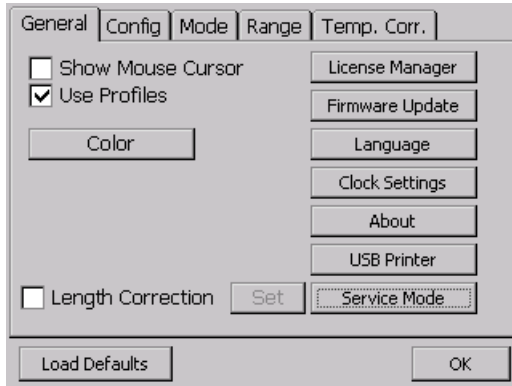 General Config Mode Range Temp. Corr.
Show Mouse Cursor License Manager
Use Profiles Firmware Update
Color Language
Clock Settings
About
USB Printer
Length Correction Set Service Mode
Load Defaults OK